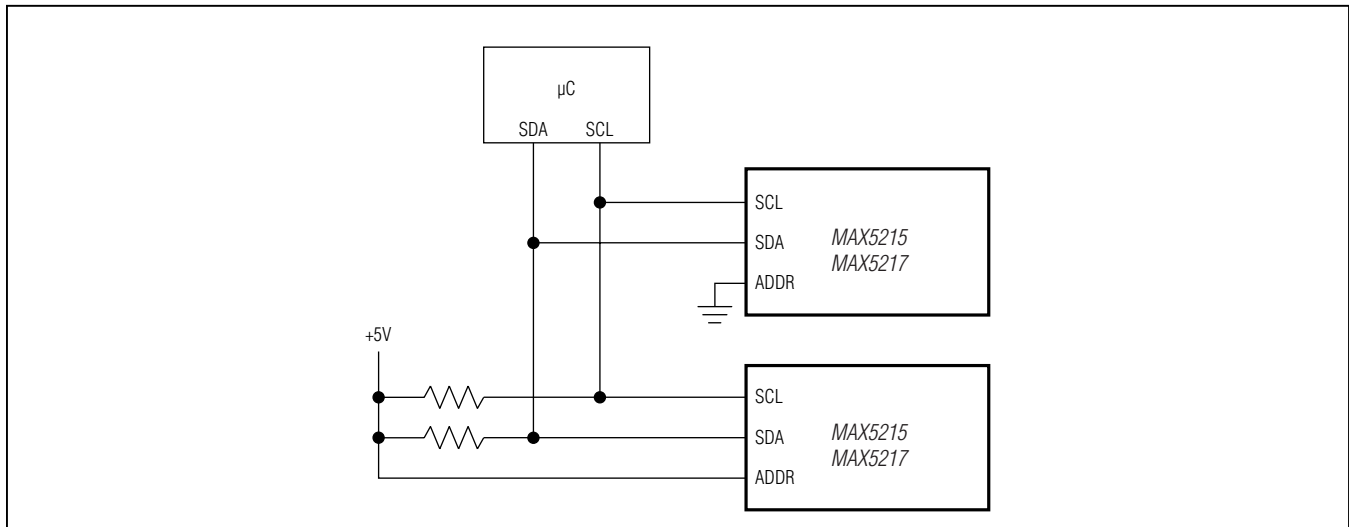 µC
SDA SCL
SCL
SDA
ADDR
MAX5215
MAX5217
+5V
SCL
SDA
ADDR
MAX5215
MAX5217